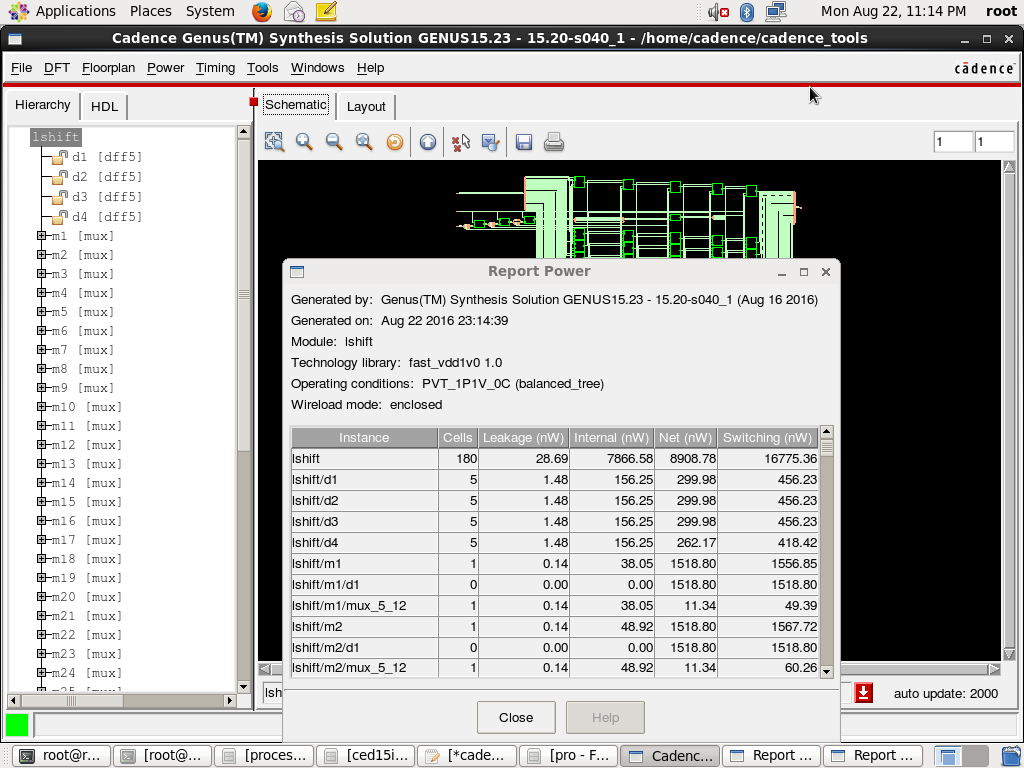 Applications Places System Mon Aug 22, 11:14 PM root
Cadence Genus(TM) Synthesis Solution GENUS15.23 - 15.20-s040_1 - /home/cadence/cadence_tools
File DFT Floorplan Power Timing Tools Windows Help cādence
Hierarchy HDL Schematic Layout
1 1
lshift
d1 [dff5]
d2 [dff5]
d3 [dff5]
d4 [dff5]
m1 [mux]
m2 [mux]
m3 [mux]
m4 [mux]
m5 [mux]
m6 [mux]
m7 [mux]
m8 [mux]
m9 [mux]
m10 [mux]
m11 [mux]
m12 [mux]
m13 [mux]
m14 [mux]
m15 [mux]
m16 [mux]
m17 [mux]
m18 [mux]
m19 [mux]
m20 [mux]
m21 [mux]
m22 [mux]
m23 [mux]
m24 [mux]
m25 [mux]
Report Power
Generated by: Genus(TM) Synthesis Solution GENUS15.23 - 15.20-s040_1 (Aug 16 2016)
Generated on: Aug 22 2016 23:14:39
Module: lshift
Technology library: fast_vdd1v0 1.0
Operating conditions: PVT_1P1V_0C (balanced_tree)
Wireload mode: enclosed
Instance Cells Leakage (nW) Internal (nW) Net (nW) Switching (nW)
lshift 180 28.69 7866.58 8908.78 16775.36
lshift/d1 5 1.48 156.25 299.98 456.23
lshift/d2 5 1.48 156.25 299.98 456.23
lshift/d3 5 1.48 156.25 299.98 456.23
lshift/d4 5 1.48 156.25 262.17 418.42
lshift/m1 1 0.14 38.05 1518.80 1556.85
lshift/m1/d1 0 0.00 0.00 1518.80 1518.80
lshift/m1/mux_5_12 1 0.14 38.05 11.34 49.39
lshift/m2 1 0.14 48.92 1518.80 1567.72
lshift/m2/d1 0 0.00 0.00 1518.80 1518.80
lshift/m2/mux_5_12 1 0.14 48.92 11.34 60.26
Close Help
lsh auto update: 2000
root@r... [root@... [proces... [ced15i... [*cade... [pro - F... Cadenc... Report ... Report ...